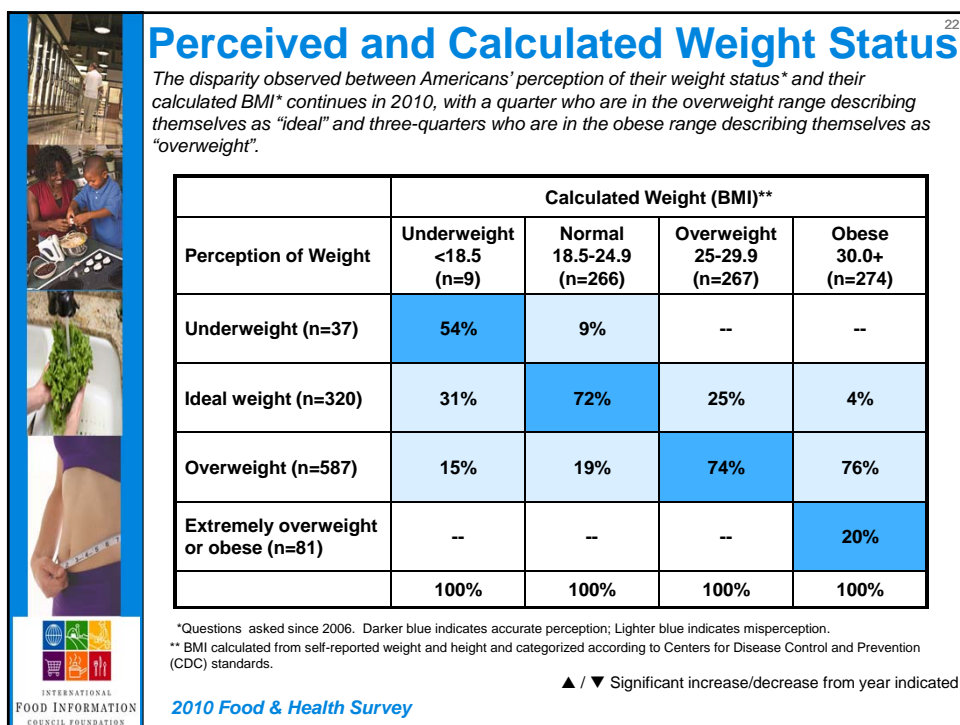 22
Perceived and Calculated Weight Status
The disparity observed between Americans' perception of their weight status* and their
calculated BMI* continues in 2010, with a quarter who are in the overweight range describing
themselves as "ideal" and three-quarters who are in the obese range describing themselves as
"overweight".
Calculated Weight (BMI)**
Perception of Weight
Underweight
<18.5
(n=9)
Normal
18.5-24.9
(n=266)
Overweight
25-29.9
(n=267)
Obese
30.0+
(n=274)
Underweight (n=37) 54% 9% -- --
Ideal weight (n=320) 31% 72% 25% 4%
Overweight (n=587) 15% 19% 74% 76%
Extremely overweight
or obese (n=81) -- -- -- 20%
100% 100% 100% 100%
*Questions asked since 2006. Darker blue indicates accurate perception; Lighter blue indicates misperception.
** BMI calculated from self-reported weight and height and categorized according to Centers for Disease Control and Prevention
(CDC) standards.
▲ / ▼ Significant increase/decrease from year indicated
INTERNATIONAL
FOOD INFORMATION
COUNCIL FOUNDATION
2010 Food & Health Survey